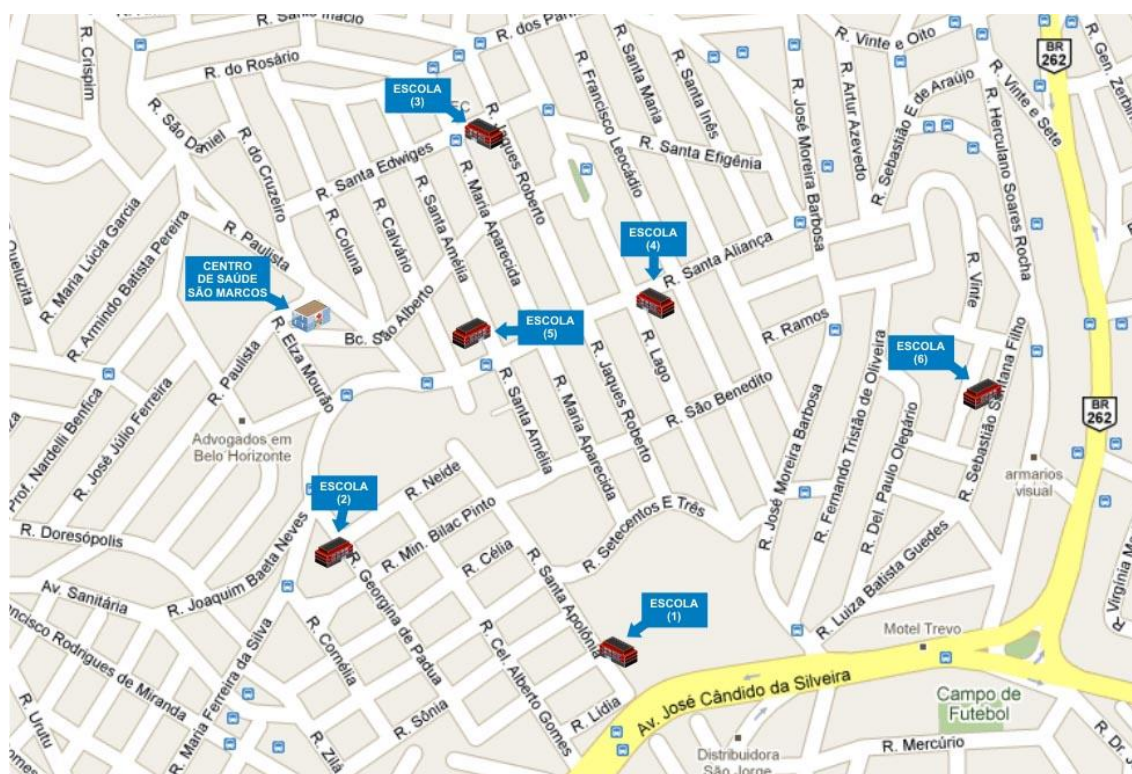 R. Santo Inácio
R. Crispim
R. do Rosário
R. São Daniel
R. do Cruzeiro
R. Santa Edwiges
ESCOLA
(3)
R. Santa Maria
R. Santa Inês
R. Francisco Leocádio
R. Santa Efigênia
R. Vinte e Oito
R. Artur Azevedo
R. José Moreira Barbosa
R. Sebastião E de Araújo
R. Herculano Soares Rocha
R. Vinte e Sete
BR
262
R. Maria Lúcia Garcia
R. Armindo Batista Pereira
R. Paulista
R. Coluna
R. Calvário
R. Santa Amélia
R. Maria Aparecida
CENTRO
DE SAÚDE
SÃO MARCOS
Bc. São Alberto
ESCOLA
(4)
R. Santa Aliança
R. Vinte
ESCOLA
(5)
R. Lago
R. Ramos
R. Elza Mourão
R. Paulista
R. José Júlio Ferreira
Prof. Nardelli Benfica
R. Santa Amélia
R. Maria Aparecida
R. Jaques Roberto
R. São Benedito
R. José Moreira Barbosa
R. Fernando Tristão de Oliveira
R. Del. Paulo Olegário
ESCOLA
(6)
BR
262
Advogados em
Belo Horizonte
armarios
visual
ESCOLA
(2)
R. Neide
R. Min. Bilac Pinto
R. Célia
R. Setecentos E Três
R. Santa Apolônia
R. Luiza Batista Guedes
R. Doresópolis
Av. Sanitária
R. Joaquim Baeta Neves
R. Georgina de Padua
R. Cornélia
R. Cel. Alberto Gomes
R. Maria Ferreira da Silva
Francisco Rodrigues de Miranda
ESCOLA
(1)
Motel Trevo
Av. José Cândido da Silveira
R. Sônia
R. Lídia
R. Zilá
R. Urutu
Campo de
Futebol
R. Mercúrio
Distribuidora
São Jorge